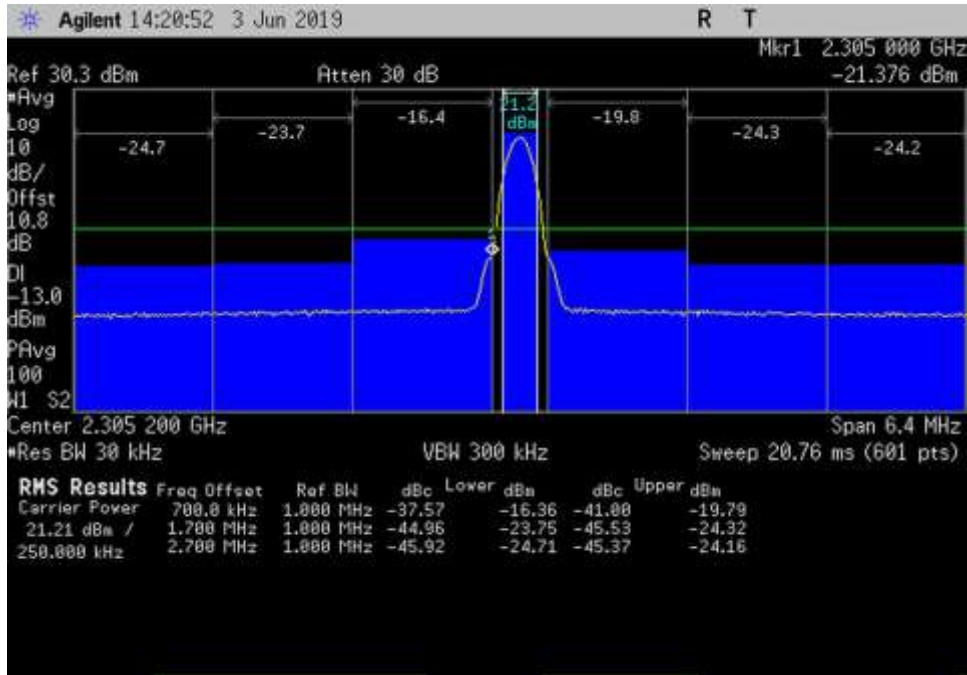 Agilent 14:20:52 3 Jun 2019 R T
Mkr1 2.305 000 GHz
Ref 30.3 dBm Atten 30 dB -21.376 dBm
#Avg
Log
10
dB/
Offst
10.8
dB
DI
-13.0
dBm
PAvg
100
W1 S2
-24.7 -23.7 -16.4 21.2 dBm -19.8 -24.3 -24.2
Center 2.305 200 GHz Span 6.4 MHz
#Res BW 30 kHz VBW 300 kHz Sweep 20.76 ms (601 pts)
RMS Results Freq Offset Ref BW dBc Lower dBm dBc Upper dBm
Carrier Power 700.0 kHz 1.000 MHz -37.57 -16.36 -41.00 -19.79
21.21 dBm / 1.700 MHz 1.000 MHz -44.96 -23.75 -45.53 -24.32
250.000 kHz 2.700 MHz 1.000 MHz -45.92 -24.71 -45.37 -24.16